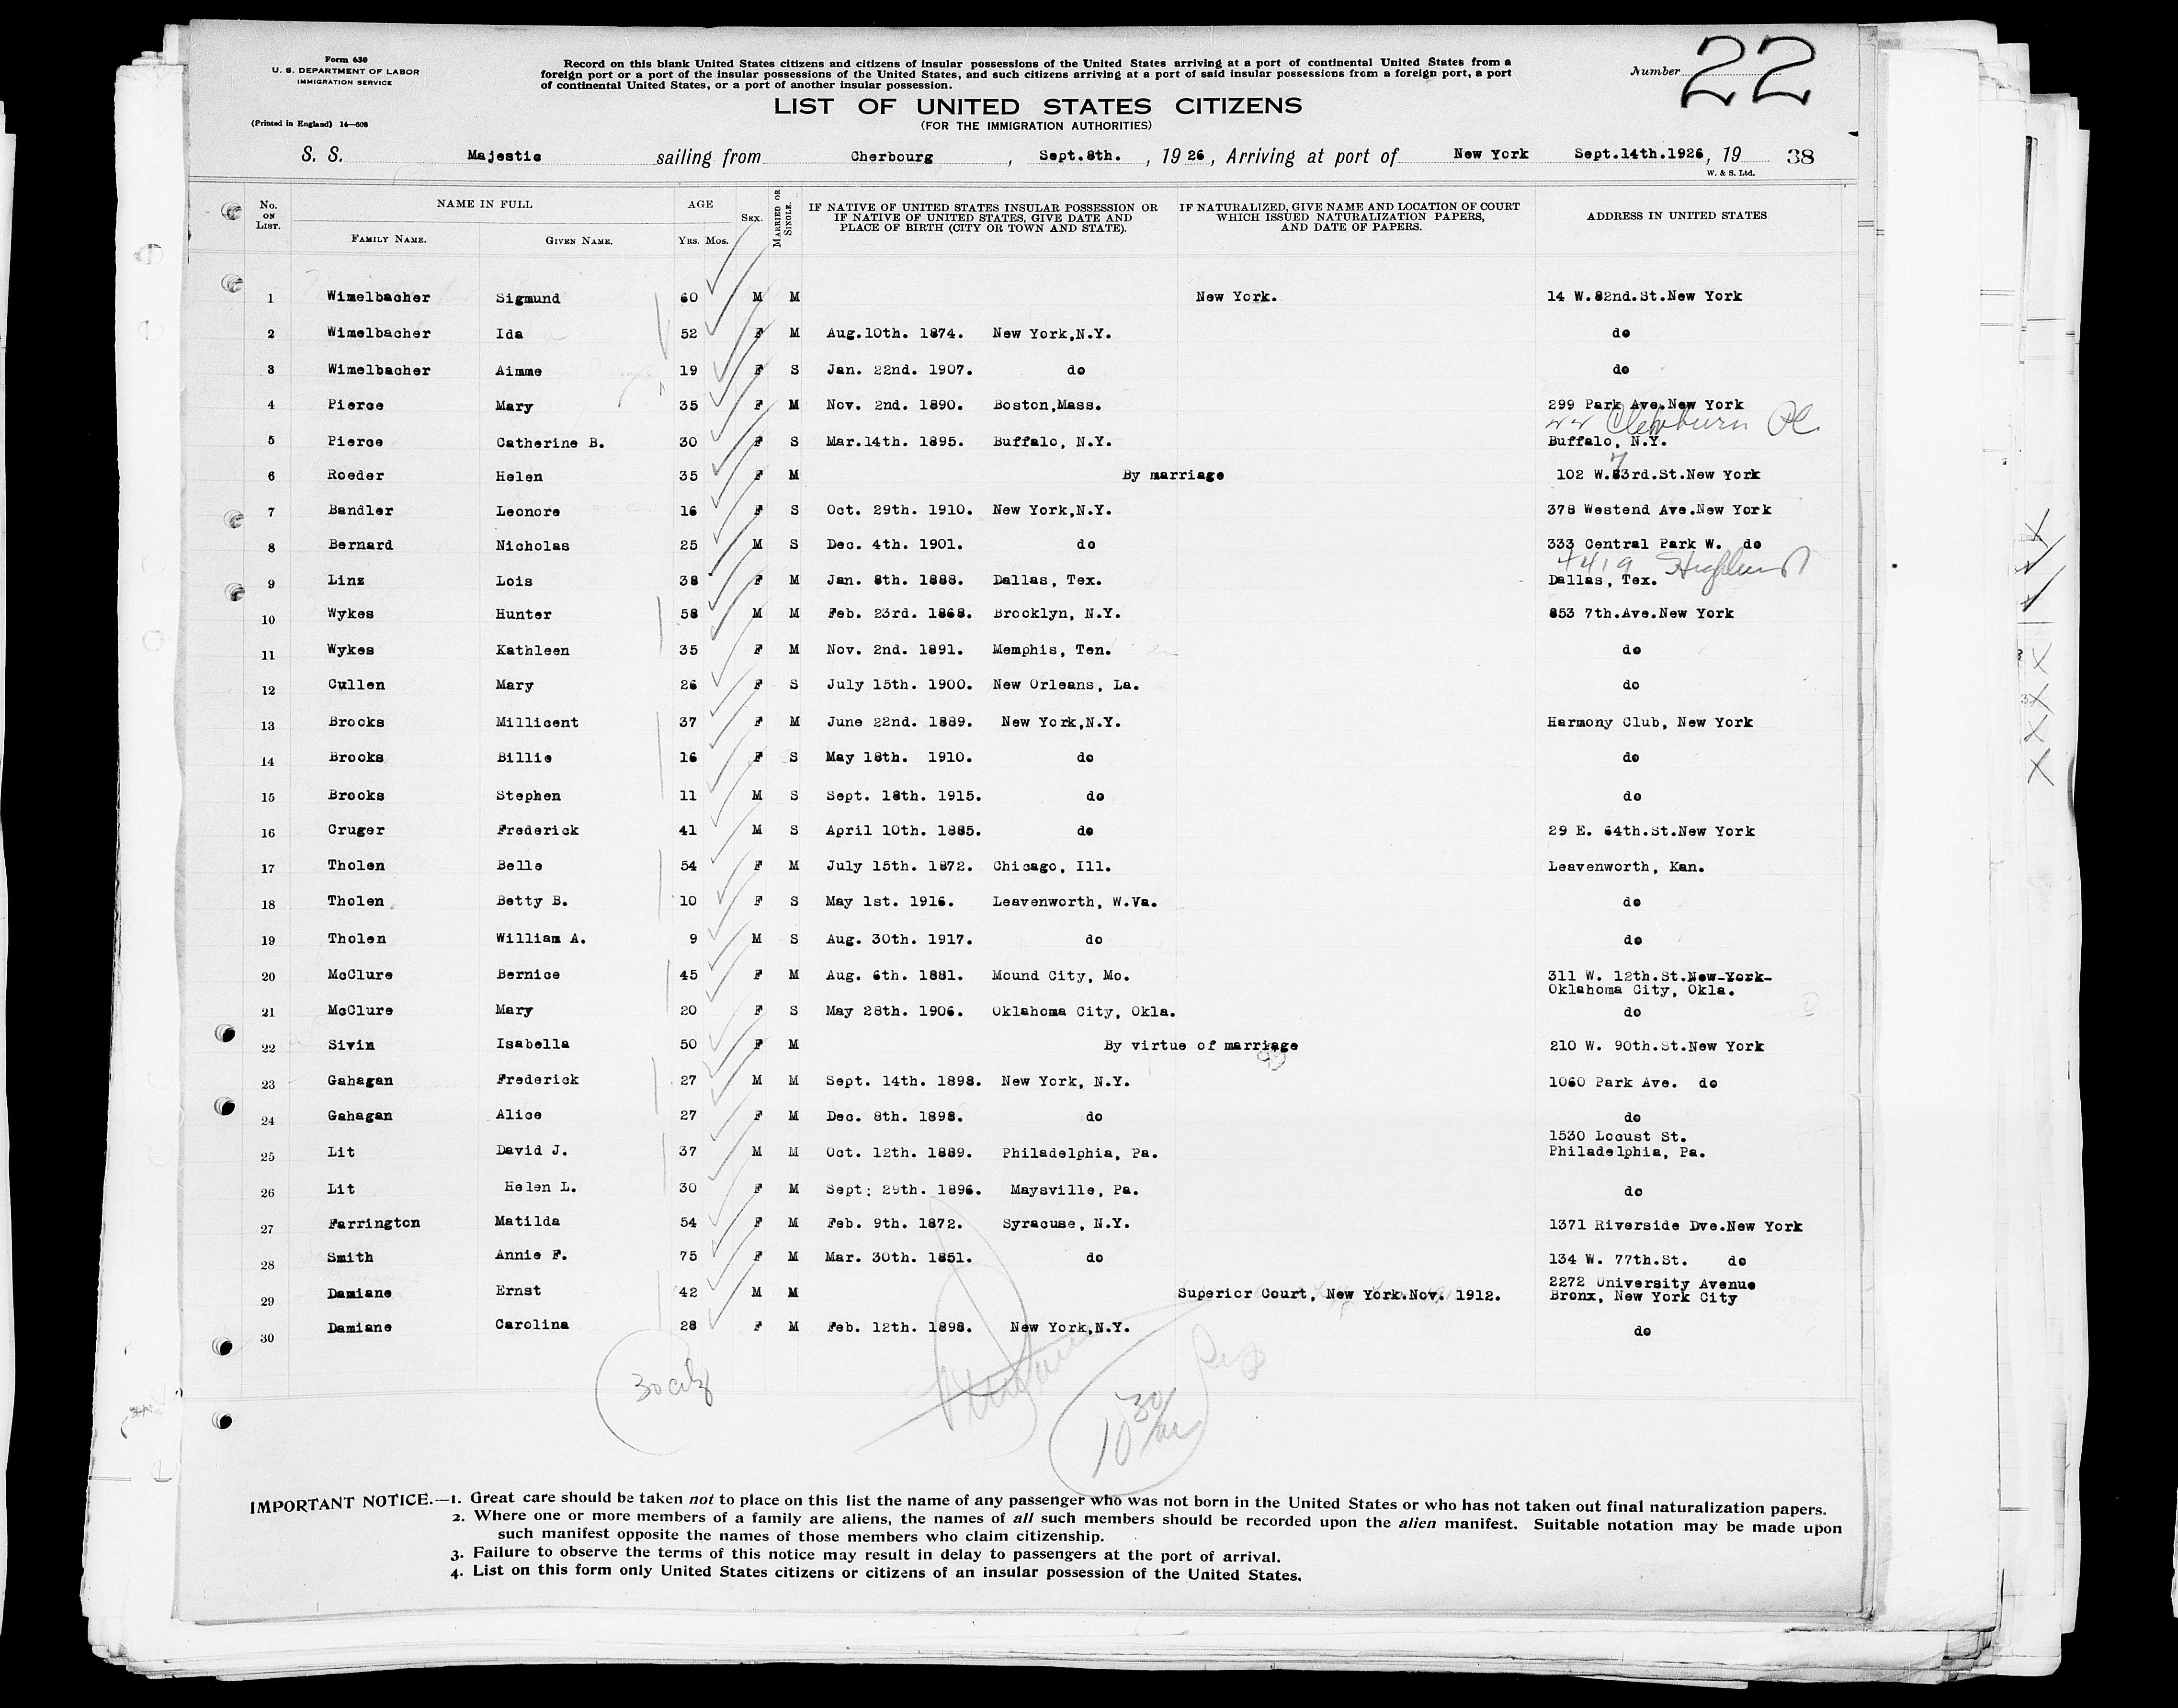 Form 630
U. S. DEPARTMENT OF LABOR
IMMIGRATION SERVICE
(Printed in England) 14—608
Record on this blank United States citizens and citizens of insular possessions of the United States arriving at a port of continental United States from a
foreign port or a port of the insular possessions of the United States, and such citizens arriving at a port of said insular possessions from a foreign port, a port
of continental United States, or a port of another insular possession.
Number 22
LIST OF UNITED STATES CITIZENS
(FOR THE IMMIGRATION AUTHORITIES)
S. S. Majestic sailing from Cherbourg, Sept.8th., 19 26, Arriving at port of New York Sept.14th.1926, 19 38
W. & S. Ltd.
No. ON LIST. NAME IN FULL FAMILY NAME. GIVEN NAME. AGE YRS. MOS. SEX. MARRIED OR SINGLE. IF NATIVE OF UNITED STATES INSULAR POSSESSION OR IF NATIVE OF UNITED STATES, GIVE DATE AND PLACE OF BIRTH (CITY OR TOWN AND STATE). IF NATURALIZED, GIVE NAME AND LOCATION OF COURT WHICH ISSUED NATURALIZATION PAPERS, AND DATE OF PAPERS. ADDRESS IN UNITED STATES
1 Wimelbacher Sigmund 60 M M New York. 14 W.82nd.St.New York
2 Wimelbacher Ida 52 F M Aug.10th. 1874. New York,N.Y. do
3 Wimelbacher Aimme 19 F S Jan. 22nd. 1907. do do
4 Pierce Mary 35 F M Nov. 2nd. 1890. Boston,Mass. 299 Park Ave.New York
5 Pierce Catherine B. 30 F S Mar.14th. 1895. Buffalo, N.Y. Buffalo, N.Y.
6 Roeder Helen 35 F M By marriage 102 W.73rd.St.New York
7 Bandler Leonore 16 F S Oct. 29th. 1910. New York,N.Y. 378 Westend Ave.New York
8 Bernard Nicholas 25 M S Dec. 4th. 1901. do 333 Central Park W. do
9 Linz Lois 38 F M Jan. 8th. 1888. Dallas, Tex. 4419 Highlurst Dallas, Tex.
10 Wykes Hunter 58 M M Feb. 23rd. 1868. Brooklyn, N.Y. 853 7th.Ave.New York
11 Wykes Kathleen 35 F M Nov. 2nd. 1891. Memphis, Ten. do
12 Cullen Mary 26 F S July 15th. 1900. New Orleans, La. do
13 Brooks Millicent 37 F M June 22nd. 1889. New York,N.Y. Harmony Club, New York
14 Brooks Billie 16 F S May 18th. 1910. do do
15 Brooks Stephen 11 M S Sept. 18th. 1915. do do
16 Cruger Frederick 41 M S April 10th. 1885. do 29 E. 64th.St.New York
17 Tholen Belle 54 F M July 15th. 1872. Chicago, Ill. Leavenworth, Kan.
18 Tholen Betty B. 10 F S May 1st. 1916. Leavenworth, W.Va. do
19 Tholen William A. 9 M S Aug. 30th. 1917. do do
20 McClure Bernice 45 F M Aug. 6th. 1881. Mound City, Mo. 311 W. 12th.St.New-York-
Oklahoma City, Okla.
21 McClure Mary 20 F S May 28th. 1906. Oklahoma City, Okla. do
22 Sivin Isabella 50 F M By virtue of marriage 210 W. 90th.St.New York
23 Gahagan Frederick 27 M M Sept. 14th. 1898. New York, N.Y. 1060 Park Ave. do
24 Gahagan Alice 27 F M Dec. 8th. 1898. do do
1530 Locust St.
25 Lit David J. 37 M M Oct. 12th. 1889. Philadelphia, Pa. Philadelphia, Pa.
26 Lit Helen L. 30 F M Sept: 29th. 1896. Maysville, Pa. do
27 Farrington Matilda 54 F M Feb. 9th. 1872. Syracuse, N.Y. 1371 Riverside Dve.New York
28 Smith Annie F. 75 F M Mar. 30th. 1851. do 134 W. 77th.St. do
2272 University Avenue
29 Damiane Ernst 42 M M Superior Court, New York.Nov. 1912. Bronx, New York City
30 Damiane Carolina 28 F M Feb. 12th. 1898. New York,N.Y. do
30 citz
10 30/
IMPORTANT NOTICE.—1. Great care should be taken not to place on this list the name of any passenger who was not born in the United States or who has not taken out final naturalization papers.
2. Where one or more members of a family are aliens, the names of all such members should be recorded upon the alien manifest. Suitable notation may be made upon
such manifest opposite the names of those members who claim citizenship.
3. Failure to observe the terms of this notice may result in delay to passengers at the port of arrival.
4. List on this form only United States citizens or citizens of an insular possession of the United States.